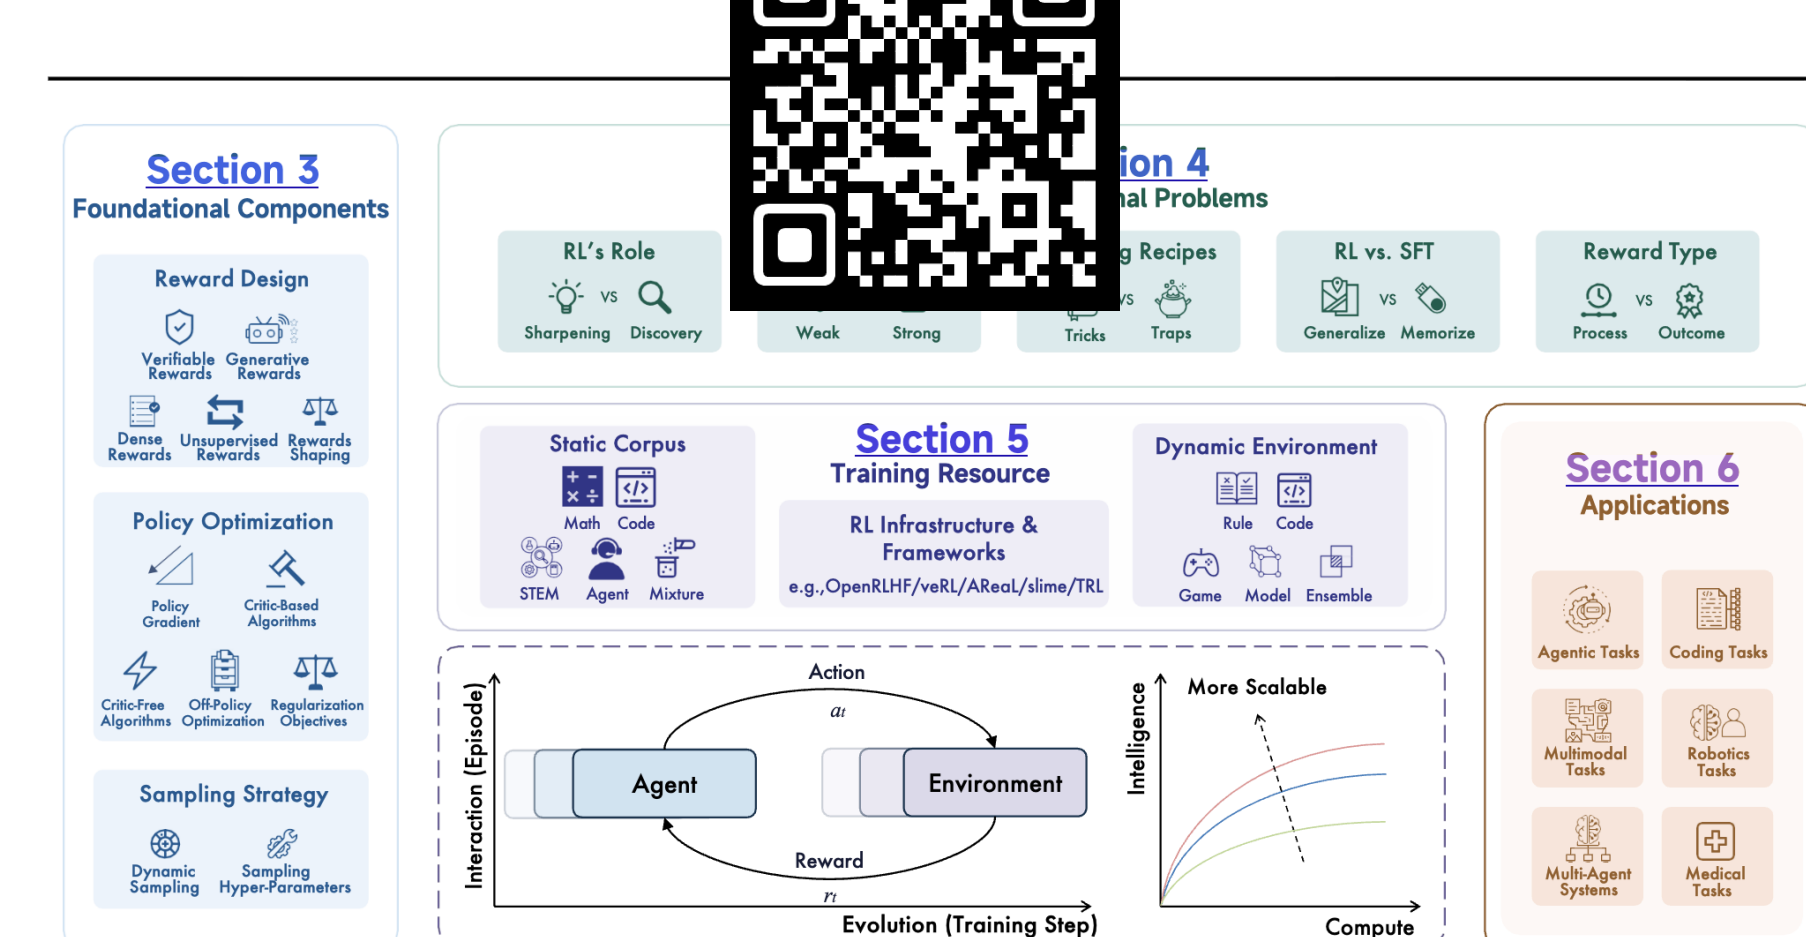 Section 3
Foundational Components
Reward Design
Verifiable
Rewards
Generative
Rewards
Dense
Rewards
Unsupervised
Rewards
Rewards
Shaping
Policy Optimization
Policy
Gradient
Critic-Based
Algorithms
Critic-Free
Algorithms
Off-Policy
Optimization
Regularization
Objectives
Sampling Strategy
Dynamic
Sampling
Sampling
Hyper-Parameters
ion 4
nal Problems
RL's Role
vs
Sharpening Discovery
Weak Strong
g Recipes
vs
Tricks Traps
RL vs. SFT
vs
Generalize Memorize
Reward Type
vs
Process Outcome
Static Corpus
Math Code
STEM Agent Mixture
Section 5
Training Resource
RL Infrastructure &
Frameworks
e.g.,OpenRLHF/veRL/AReaL/slime/TRL
Dynamic Environment
Rule Code
Game Model Ensemble
Interaction (Episode)
Action
at
Agent
Environment
Reward
rt
Evolution (Training Step)
Intelligence
More Scalable
Compute
Section 6
Applications
Agentic Tasks
Coding Tasks
Multimodal
Tasks
Robotics
Tasks
Multi-Agent
Systems
Medical
Tasks